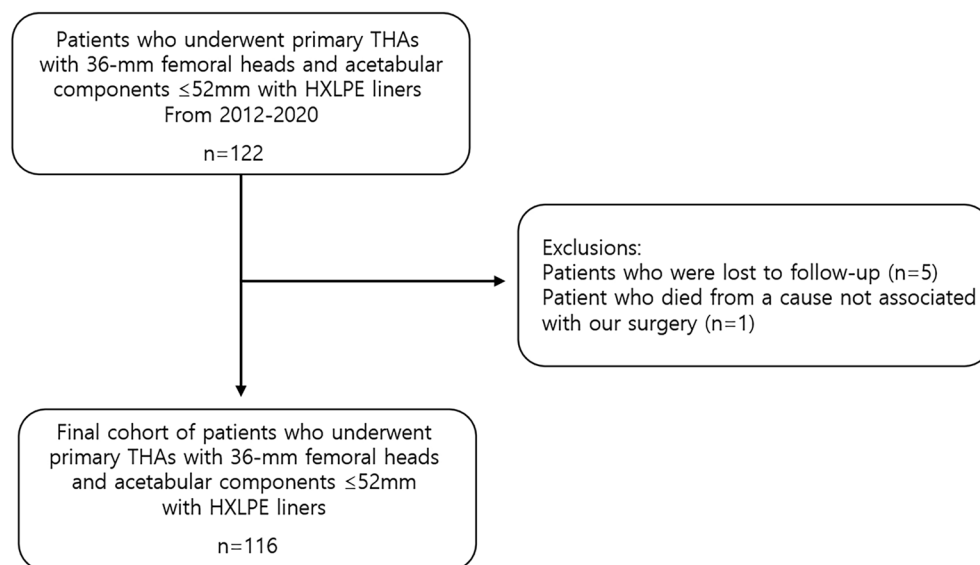 Patients who underwent primary THAs
with 36-mm femoral heads and acetabular
components ≤52mm with HXLPE liners
From 2012-2020
n=122
Exclusions:
Patients who were lost to follow-up (n=5)
Patient who died from a cause not associated
with our surgery (n=1)
Final cohort of patients who underwent
primary THAs with 36-mm femoral heads
and acetabular components ≤52mm
with HXLPE liners
n=116